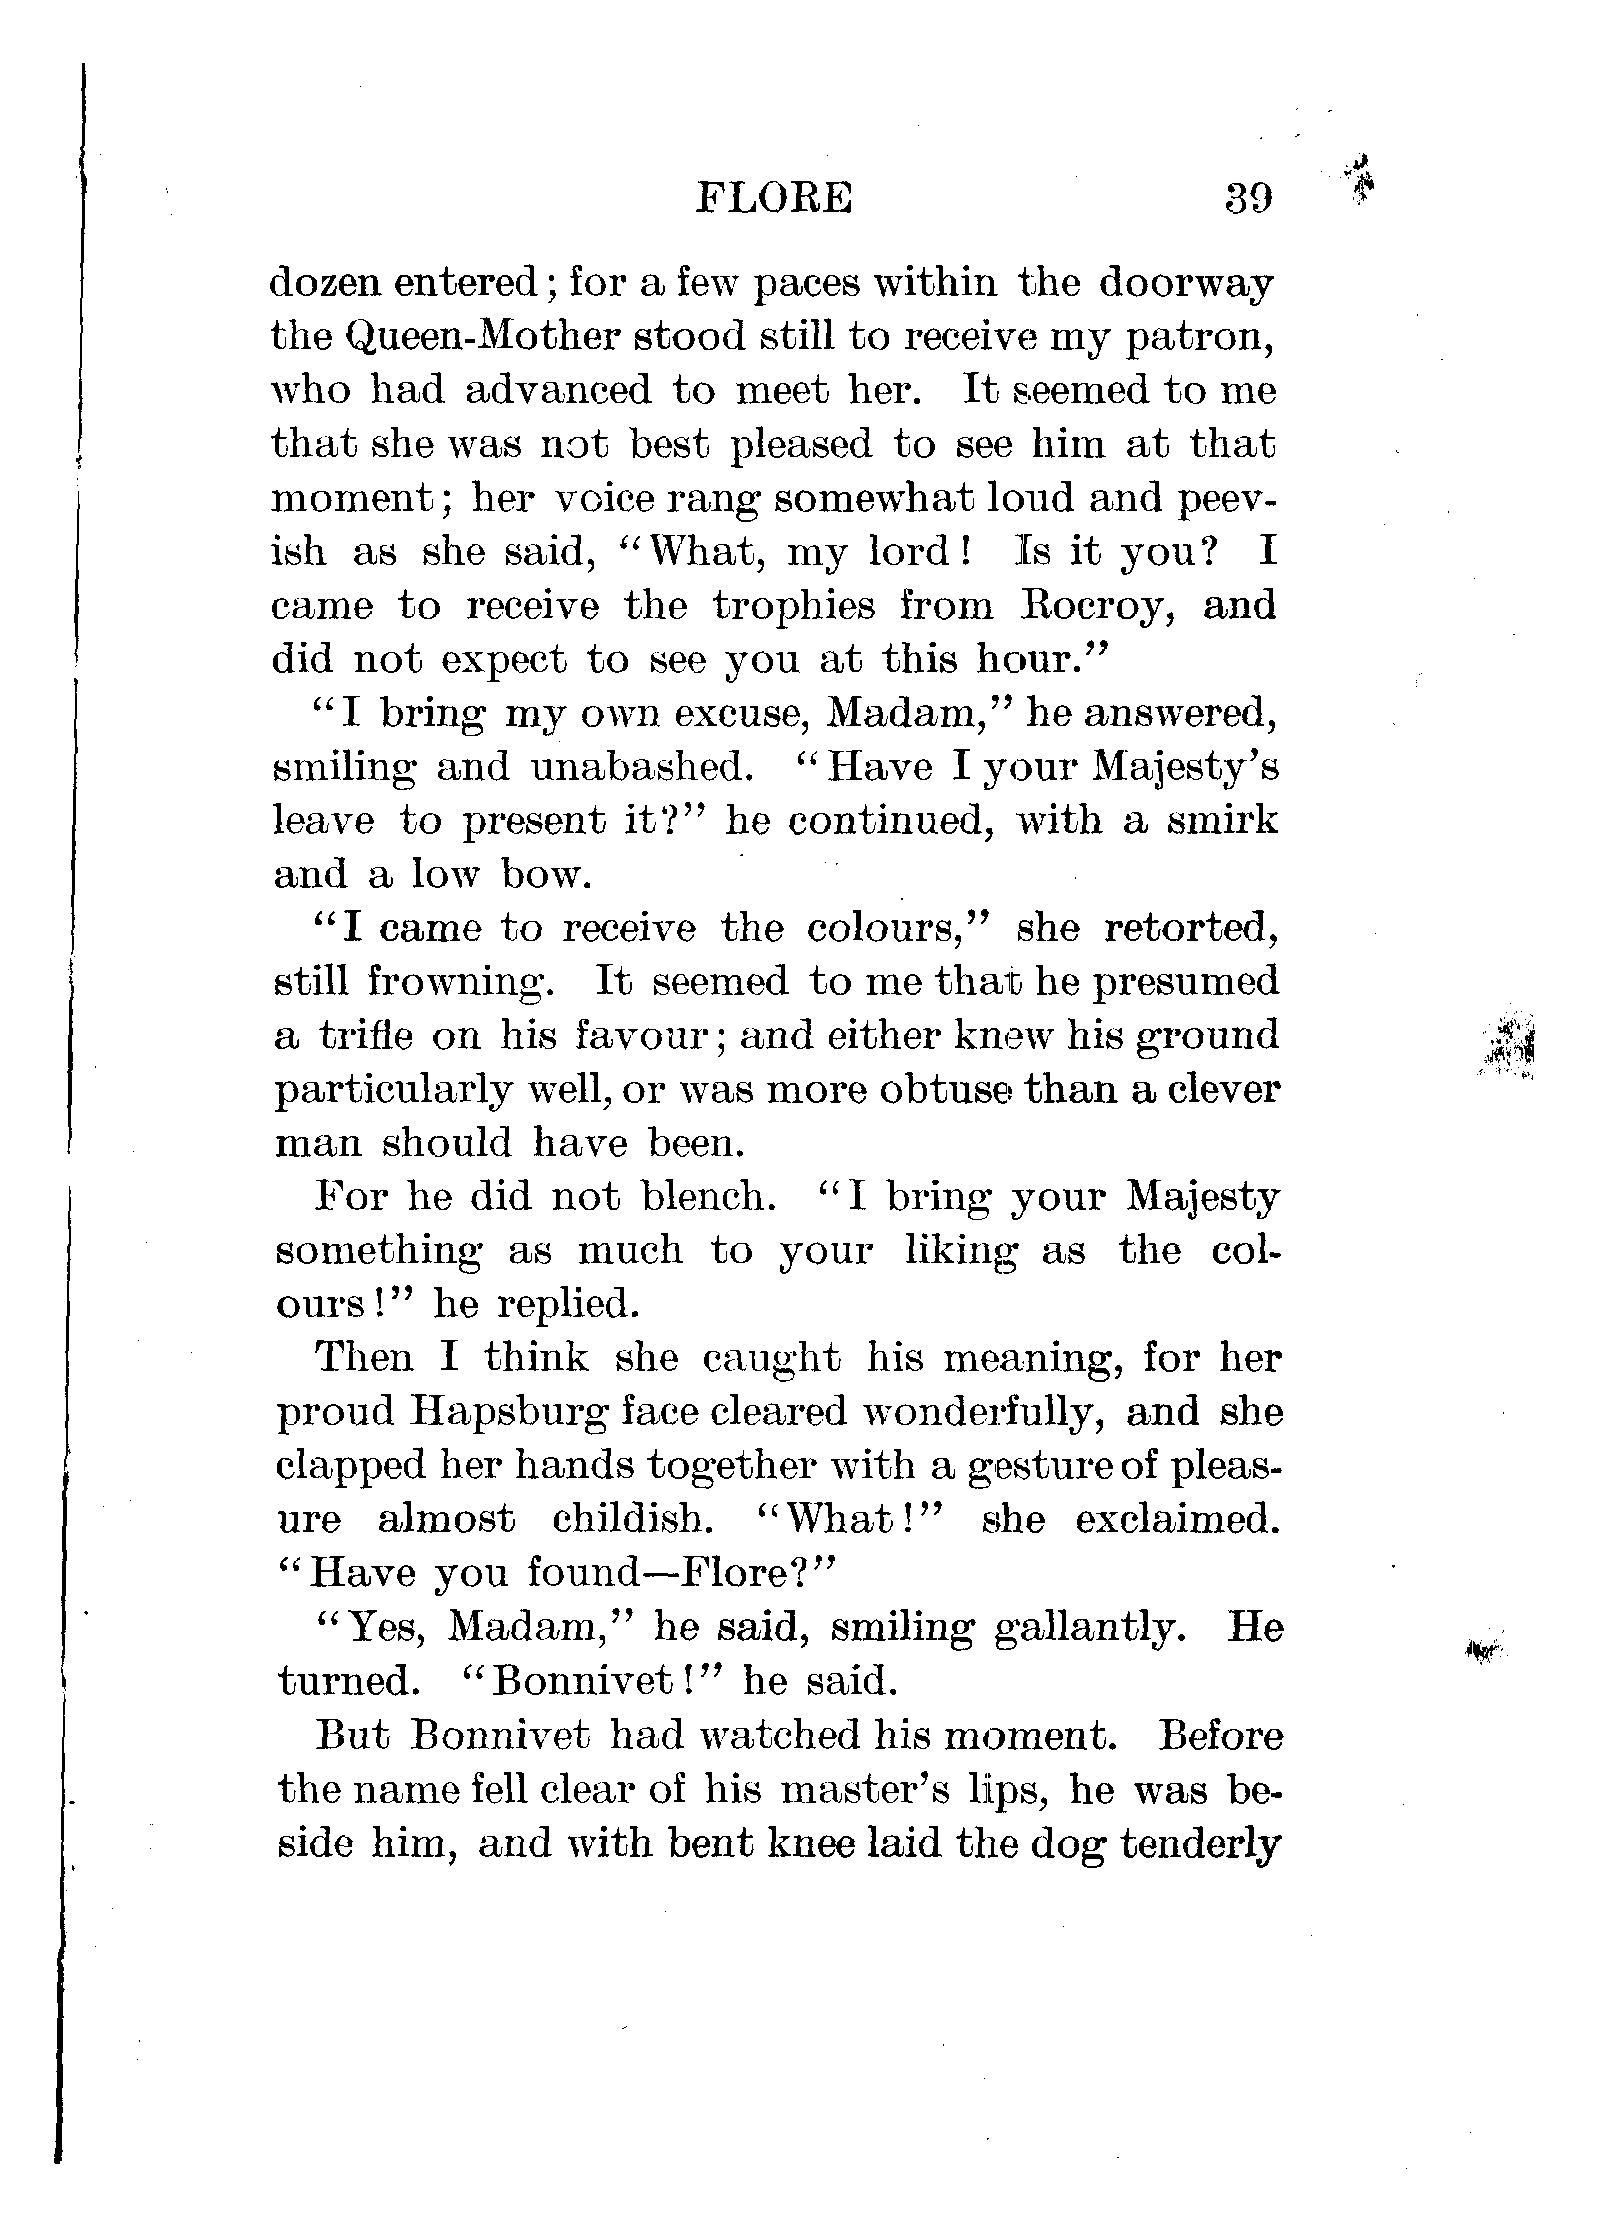 FLORE 39
dozen entered; for a few paces within the doorway
the Queen-Mother stood still to receive my patron,
who had advanced to meet her. It seemed to me
that she was not best pleased to see him at that
moment; her voice rang somewhat loud and peev-
ish as she said, "What, my lord! Is it you? I
came to receive the trophies from Rocroy, and
did not expect to see you at this hour."
"I bring my own excuse, Madam," he answered,
smiling and unabashed. "Have I your Majesty's
leave to present it?" he continued, with a smirk
and a low bow.
"I came to receive the colours," she retorted,
still frowning. It seemed to me that he presumed
a trifle on his favour; and either knew his ground
particularly well, or was more obtuse than a clever
man should have been.
For he did not blench. "I bring your Majesty
something as much to your liking as the col-
ours!" he replied.
Then I think she caught his meaning, for her
proud Hapsburg face cleared wonderfully, and she
clapped her hands together with a gesture of pleas-
ure almost childish. "What!" she exclaimed.
"Have you found—Flore?"
"Yes, Madam," he said, smiling gallantly. He
turned. "Bonnivet!" he said.
But Bonnivet had watched his moment. Before
the name fell clear of his master's lips, he was be-
side him, and with bent knee laid the dog tenderly